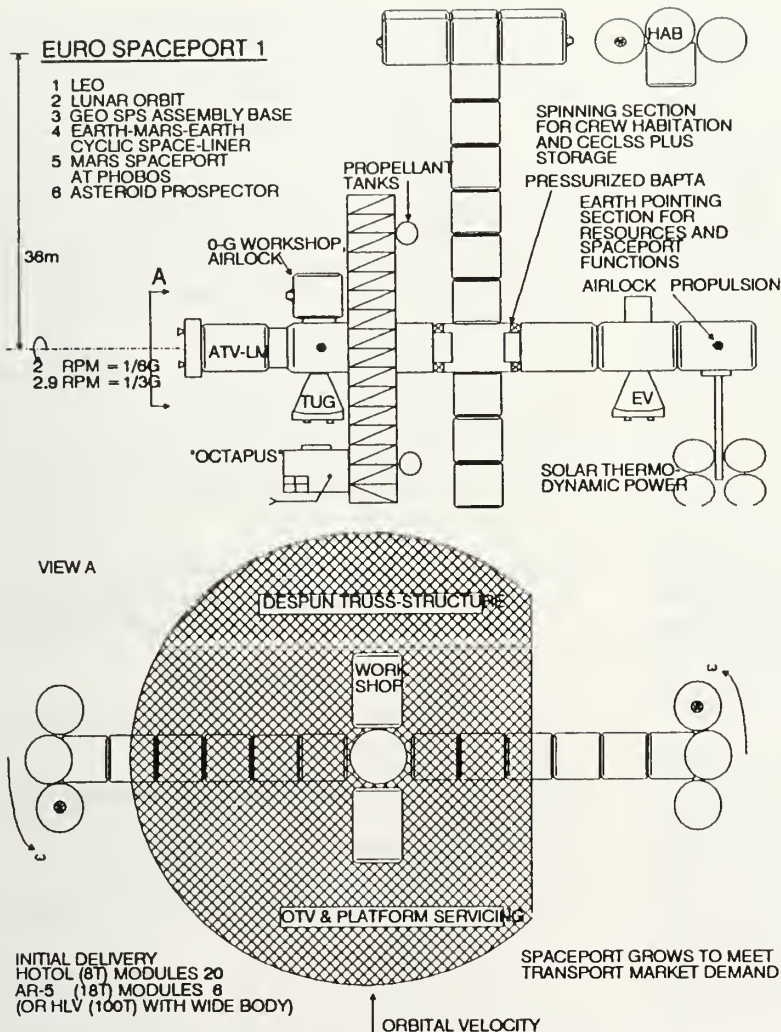 EURO SPACEPORT 1
1 LEO
2 LUNAR ORBIT
3 GEO SPS ASSEMBLY BASE
4 EARTH-MARS-EARTH
CYCLIC SPACE-LINER
5 MARS SPACEPORT
AT PHOBOS
6 ASTEROID PROSPECTOR
HAB
SPINNING SECTION
FOR CREW HABITATION
AND CECLSS PLUS
STORAGE
PROPELLANT
TANKS
PRESSURIZED BAPTA
EARTH POINTING
SECTION FOR
RESOURCES AND
SPACEPORT
FUNCTIONS
0-G WORKSHOP,
AIRLOCK
36m
A
AIRLOCK PROPULSION
ATV-LM
2 RPM = 1/6G
2.9 RPM = 1/3G
TUG
EV
"OCTAPUS"
SOLAR THERMO-
DYNAMIC POWER
VIEW A
DESPUN TRUSS-STRUCTURE
WORK
SHOP
ω
ω
OTV & PLATFORM SERVICING
INITIAL DELIVERY
HOTOL (8T) MODULES 20
AR-5 (18T) MODULES 6
(OR HLV (100T) WITH WIDE BODY)
SPACEPORT GROWS TO MEET
TRANSPORT MARKET DEMAND
ORBITAL VELOCITY